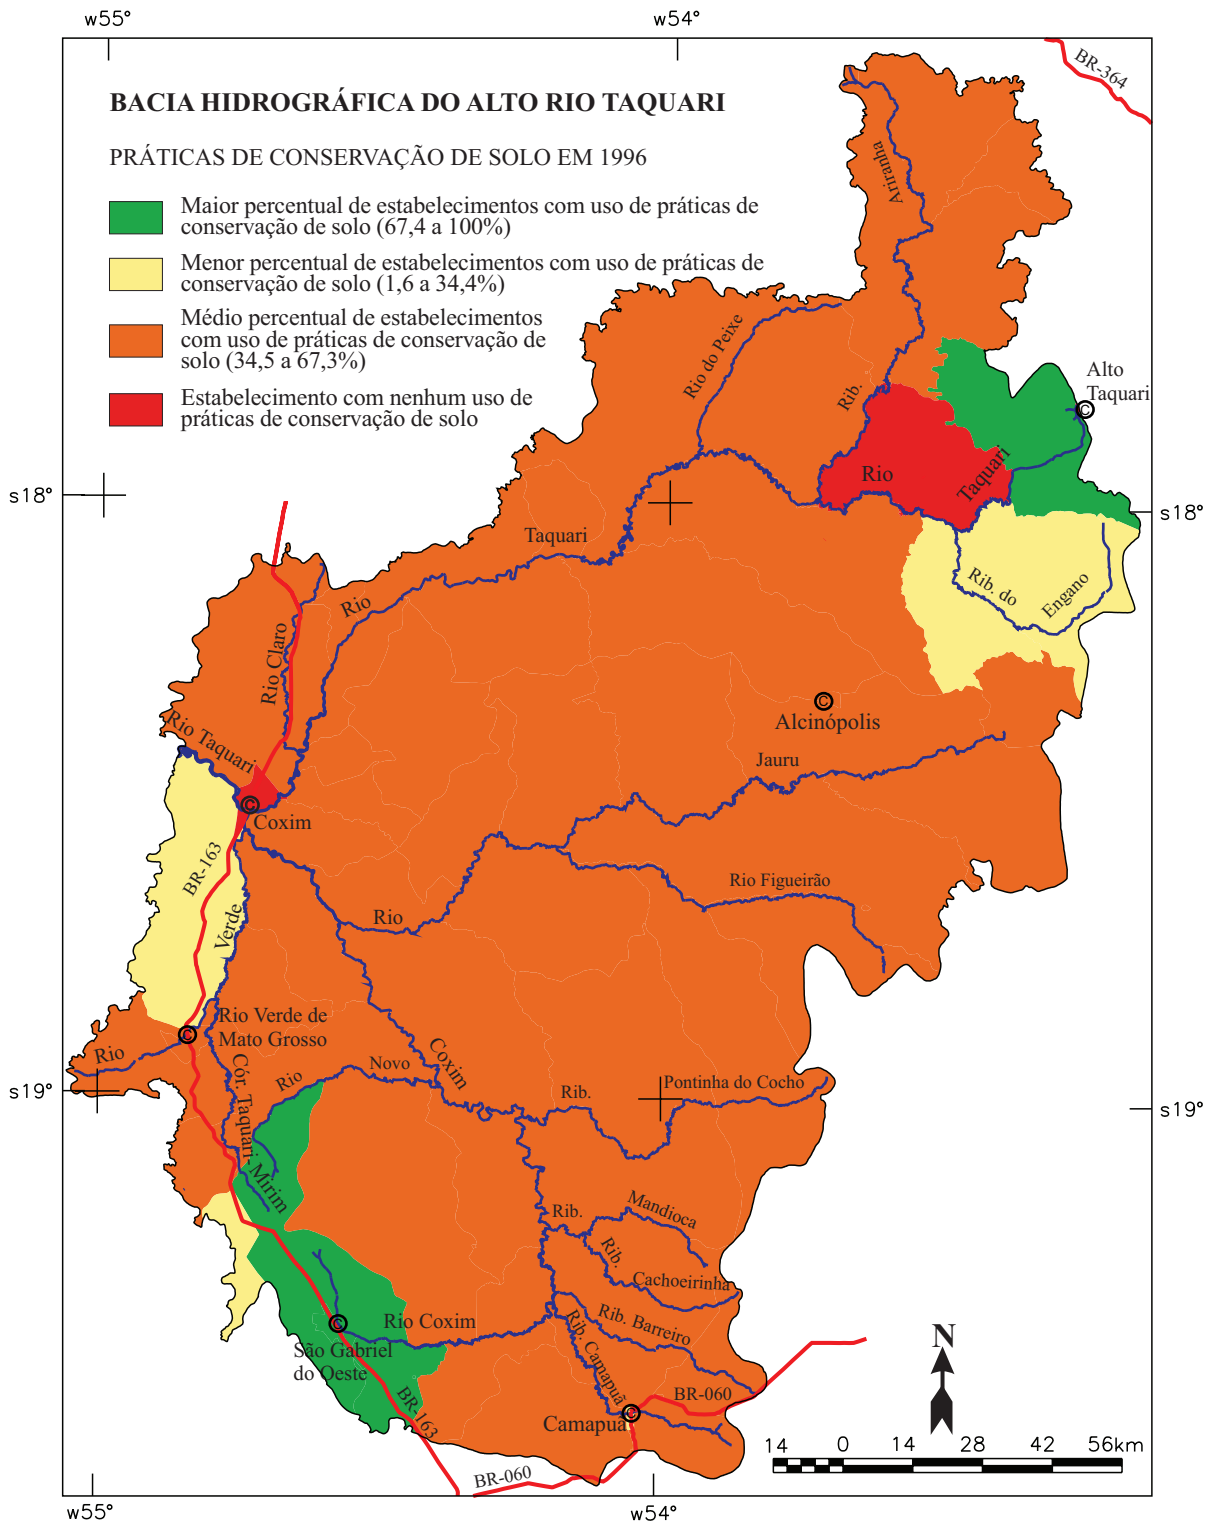 w55°
w54°
BR-364
BACIA HIDROGRÁFICA DO ALTO RIO TAQUARI
PRÁTICAS DE CONSERVAÇÃO DE SOLO EM 1996
Maior percentual de estabelecimentos com uso de práticas de
conservação de solo (67,4 a 100%)
Menor percentual de estabelecimentos com uso de práticas de
conservação de solo (1,6 a 34,4%)
Médio percentual de estabelecimentos
com uso de práticas de conservação de
solo (34,5 a 67,3%)
Estabelecimento com nenhum uso de
práticas de conservação de solo
Ariranha
Rib.
Rio do Peixe
Alto
Taquari
C
Rio
Taquari
s18°
s18°
Taquari
Rio
Rib. do
Engano
Rio Claro
Rio Taquari
C
Alcinópolis
Jauru
C
Coxim
BR-163
Verde
Rio
Rio Figueirão
Rio Verde de
Mato Grosso
C
Rio
Cór. Taquari-Mirim
Rio
Novo
Coxim
Rib.
Pontinha do Cocho
s19°
s19°
Rib.
Mandioca
Rib.
Cachoeirinha
Rib. Barreiro
Rib. Camapuã
Rio Coxim
C
São Gabriel
do Oeste
BR-163
BR-060
C
Camapuã
BR-060
N
14 0 14 28 42 56km
w55°
w54°